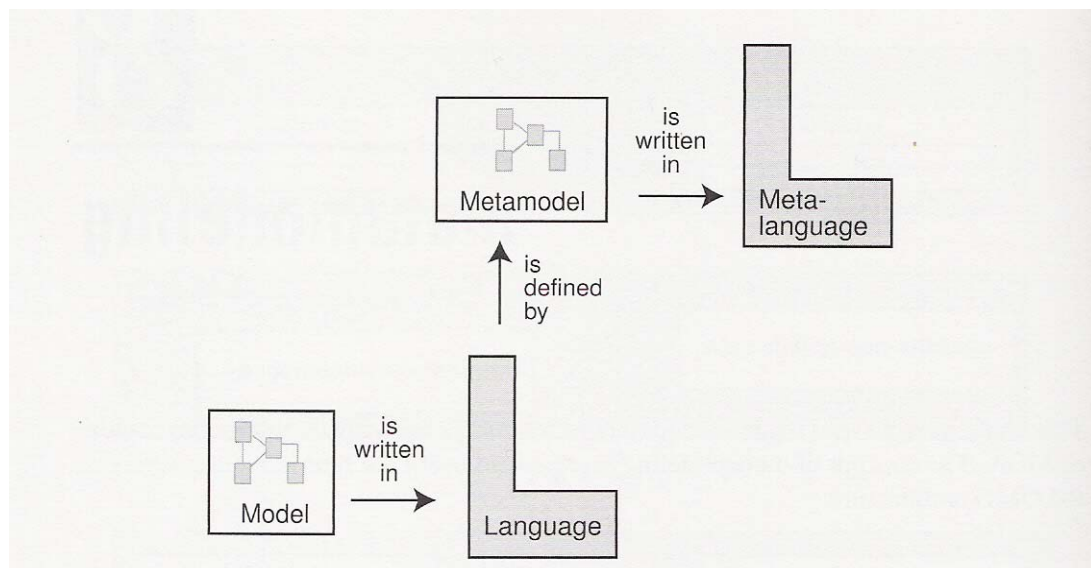 is
written
in
Metamodel
Meta-
language
is
defined
by
is
written
in
Model
Language